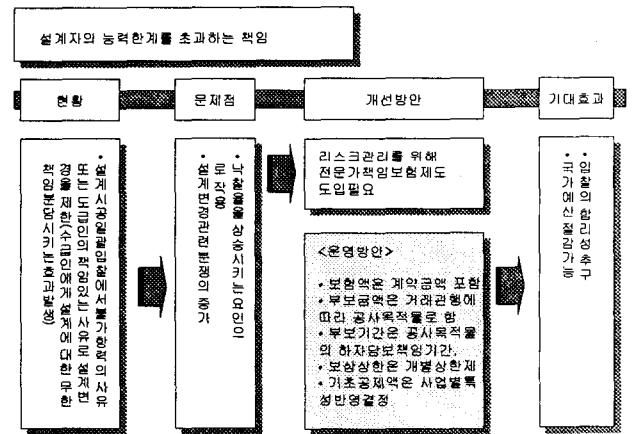 설계자의 능력한계를 초과하는 책임
현황
문제점
개선방안
기대효과
• 설계시공일괄입찰에서 불가항력의 사유
또는 도급인의 책임있는 사유로 설계변
경을 제한(수급인에게 설계에 대한 무한
책임분담시키는 효과발생)
• 낙찰율을 상승시키는 요인으
로 작용
• 설계변경관련 분쟁의 증가
리스크관리를 위해
전문가책임보험제도
도입필요
<운영방안>
• 보험액은 계약금액 포함
• 부보금액은 거래관행에
따라 공사목적물로 함
• 부보기간은 공사목적물
의 하자담보책임기간,
• 보상상한은 개별상한제
• 기초공제액은 사업별특
성반영결정
• 입찰의 합리성추구
• 국가예산절감가능